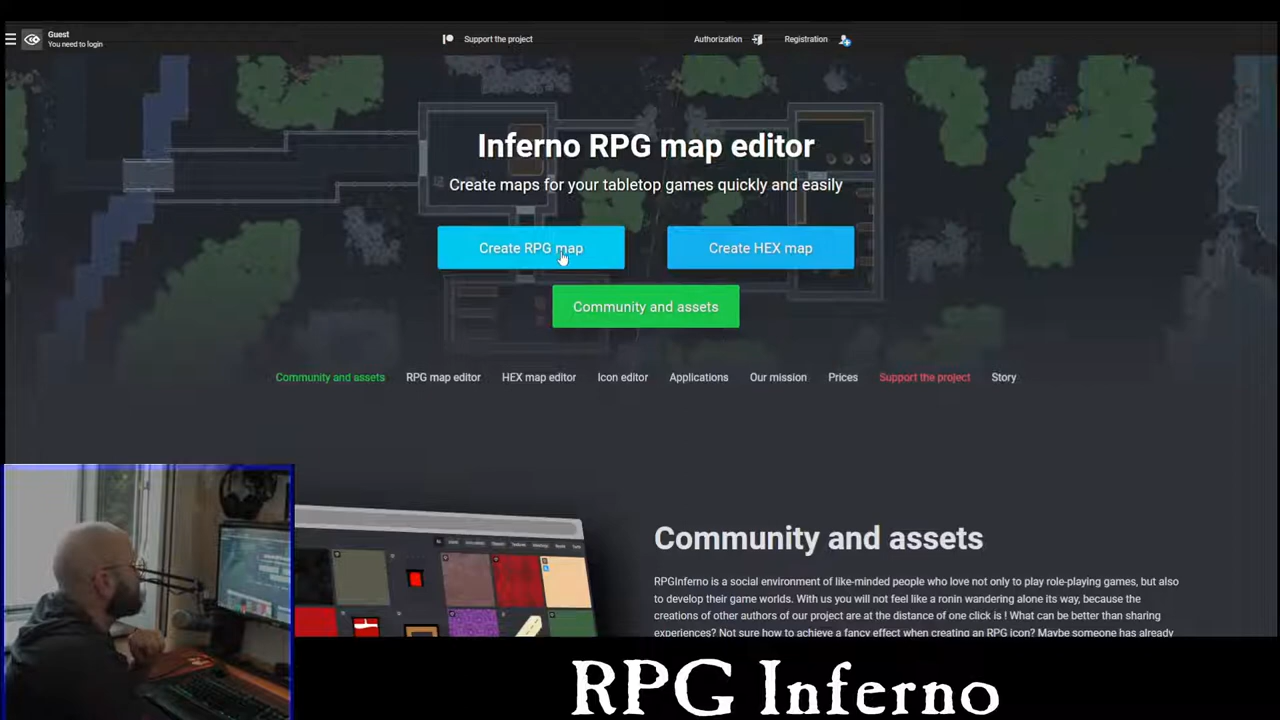 Guest
You need to login
Support the project
Authorization
Registration
Inferno RPG map editor
Create maps for your tabletop games quickly and easily
Create RPG map
Create HEX map
Community and assets
Community and assets
RPG map editor
HEX map editor
Icon editor
Applications
Our mission
Prices
Support the project
Story
Community and assets
RPGInferno is a social environment of like-minded people who love not only to play role-playing games, but also
to develop their game worlds. With us you will not feel like a ronin wandering alone its way, because the
creations of other authors of our project are at the distance of one click is ! What can be better than sharing
experiences? Not sure how to achieve a fancy effect when creating an RPG icon? Maybe someone has already
RPG Inferno